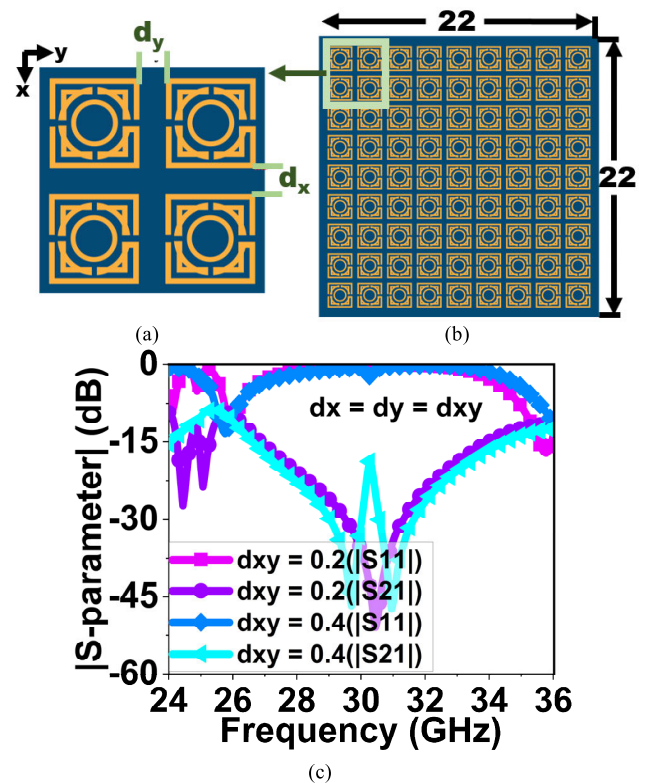 y
x
dy
dx
22
22
(a)
(b)
|S-parameter| (dB)
0
-15
-30
-45
-60
dx = dy = dxy
dxy = 0.2(|S11|)
dxy = 0.2(|S21|)
dxy = 0.4(|S11|)
dxy = 0.4(|S21|)
24 26 28 30 32 34 36
Frequency (GHz)
(c)